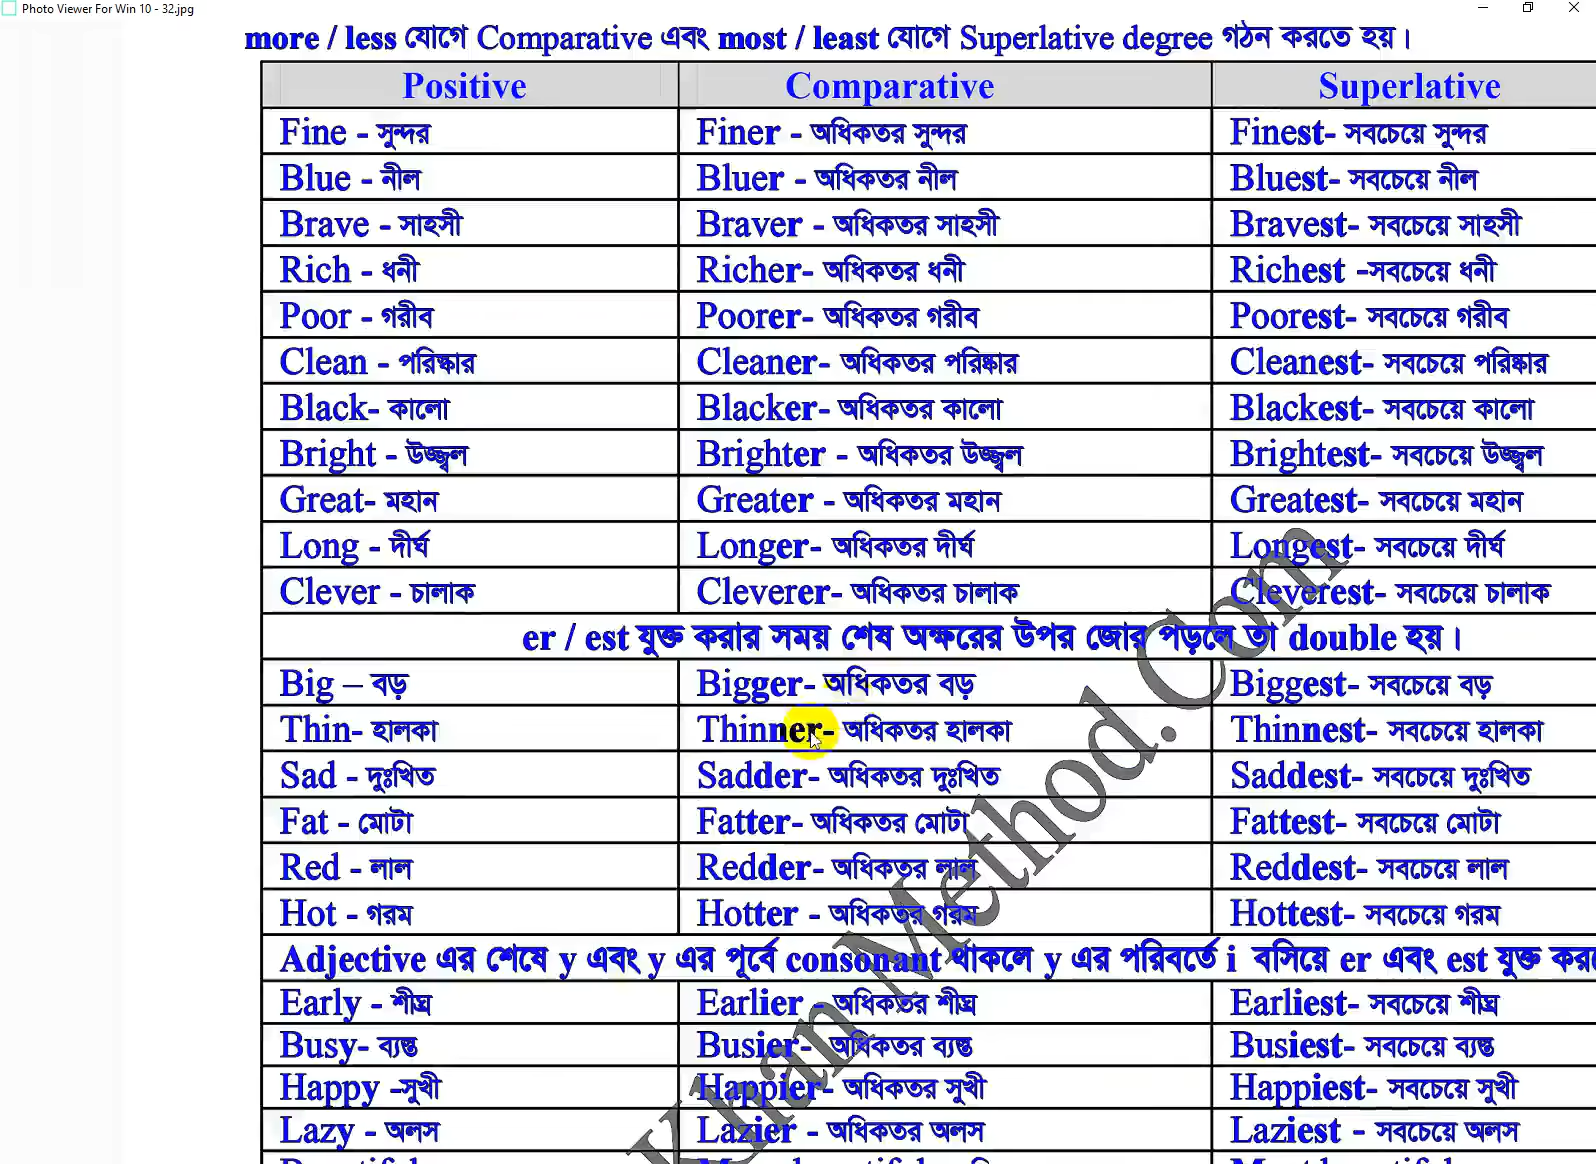 Photo Viewer For Win 10 - 32.jpg
more / less যোগে Comparative এবং most / least যোগে Superlative degree গঠন করতে হয়।
Positive Comparative Superlative
Fine - সুন্দর Finer - অধিকতর সুন্দর Finest- সবচেয়ে সুন্দর
Blue - নীল Bluer - অধিকতর নীল Bluest- সবচেয়ে নীল
Brave - সাহসী Braver - অধিকতর সাহসী Bravest- সবচেয়ে সাহসী
Rich - ধনী Richer- অধিকতর ধনী Richest -সবচেয়ে ধনী
Poor - গরীব Poorer- অধিকতর গরীব Poorest- সবচেয়ে গরীব
Clean - পরিষ্কার Cleaner- অধিকতর পরিষ্কার Cleanest- সবচেয়ে পরিষ্কার
Black- কালো Blacker- অধিকতর কালো Blackest- সবচেয়ে কালো
Bright - উজ্জ্বল Brighter - অধিকতর উজ্জ্বল Brightest- সবচেয়ে উজ্জ্বল
Great- মহান Greater - অধিকতর মহান Greatest- সবচেয়ে মহান
Long - দীর্ঘ Longer- অধিকতর দীর্ঘ Longest- সবচেয়ে দীর্ঘ
Clever - চালাক Cleverer- অধিকতর চালাক Cleverest- সবচেয়ে চালাক
er / est যুক্ত করার সময় শেষ অক্ষরের উপর জোর পড়লে তা double হয়।
Big – বড় Bigger- অধিকতর বড় Biggest- সবচেয়ে বড়
Thin- হালকা Thinner- অধিকতর হালকা Thinnest- সবচেয়ে হালকা
Sad - দুঃখিত Sadder- অধিকতর দুঃখিত Saddest- সবচেয়ে দুঃখিত
Fat - মোটা Fatter- অধিকতর মোটা Fattest- সবচেয়ে মোটা
Red - লাল Redder- অধিকতর লাল Reddest- সবচেয়ে লাল
Hot - গরম Hotter - অধিকতর গরম Hottest- সবচেয়ে গরম
Adjective এর শেষে y এবং y এর পূর্বে consonant থাকলে y এর পরিবর্তে i বসিয়ে er এবং est যুক্ত
Early - শীঘ্র Earlier - অধিকতর শীঘ্র Earliest- সবচেয়ে শীঘ্র
Busy- ব্যস্ত Busier- অধিকতর ব্যস্ত Busiest- সবচেয়ে ব্যস্ত
Happy -সুখী Happier- অধিকতর সুখী Happiest- সবচেয়ে সুখী
Lazy - অলস Lazier - অধিকতর অলস Laziest - সবচেয়ে অলস
Khan Method.Com